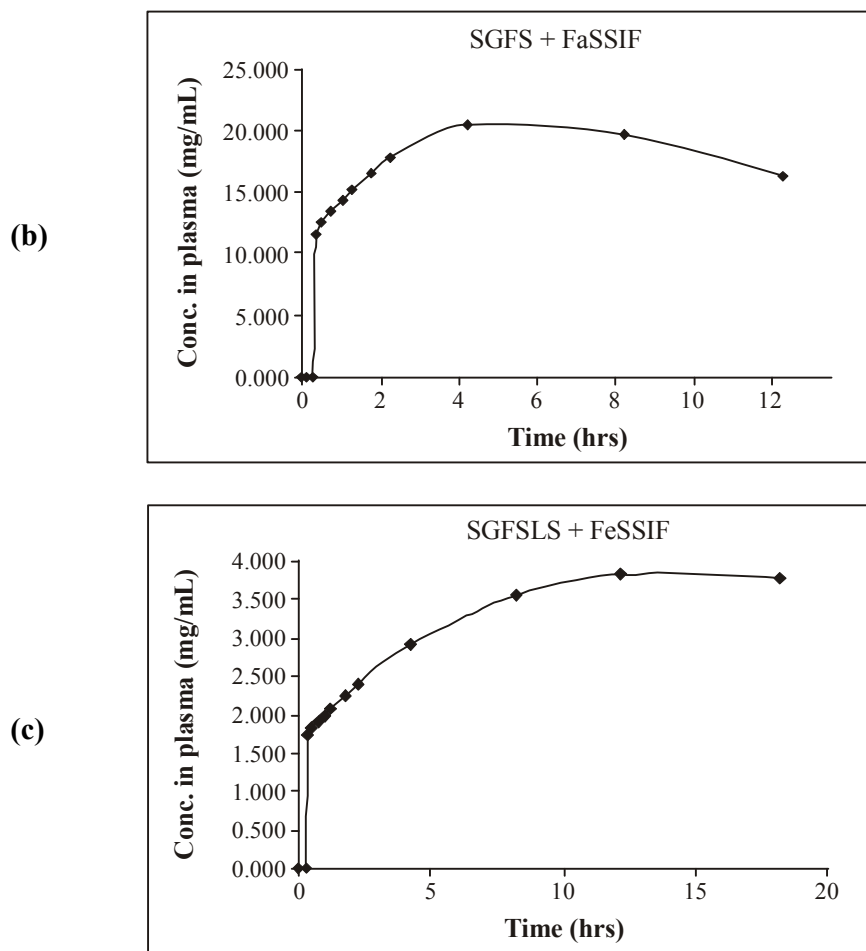 (b)
SGFS + FaSSIF
Conc. in plasma (mg/mL)
25.000
20.000
15.000
10.000
5.000
0.000
0 2 4 6 8 10 12
Time (hrs)
(c)
SGFSLS + FeSSIF
Conc. in plasma (mg/mL)
4.000
3.500
3.000
2.500
2.000
1.000
0.500
0.000
0 5 10 15 20
Time (hrs)